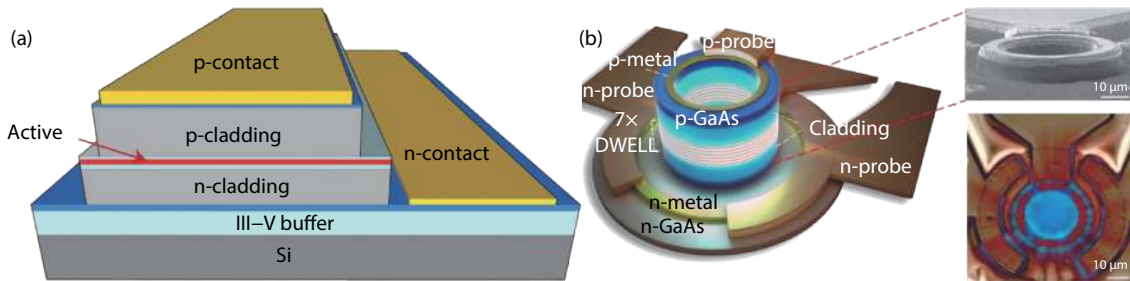 (a)
p-contact
Active
p-cladding
n-contact
n-cladding
III–V buffer
Si
(b)
p-probe
p-metal
n-probe
7×
DWELL
p-GaAs
Cladding
n-probe
n-metal
n-GaAs
10 μm
10 μm